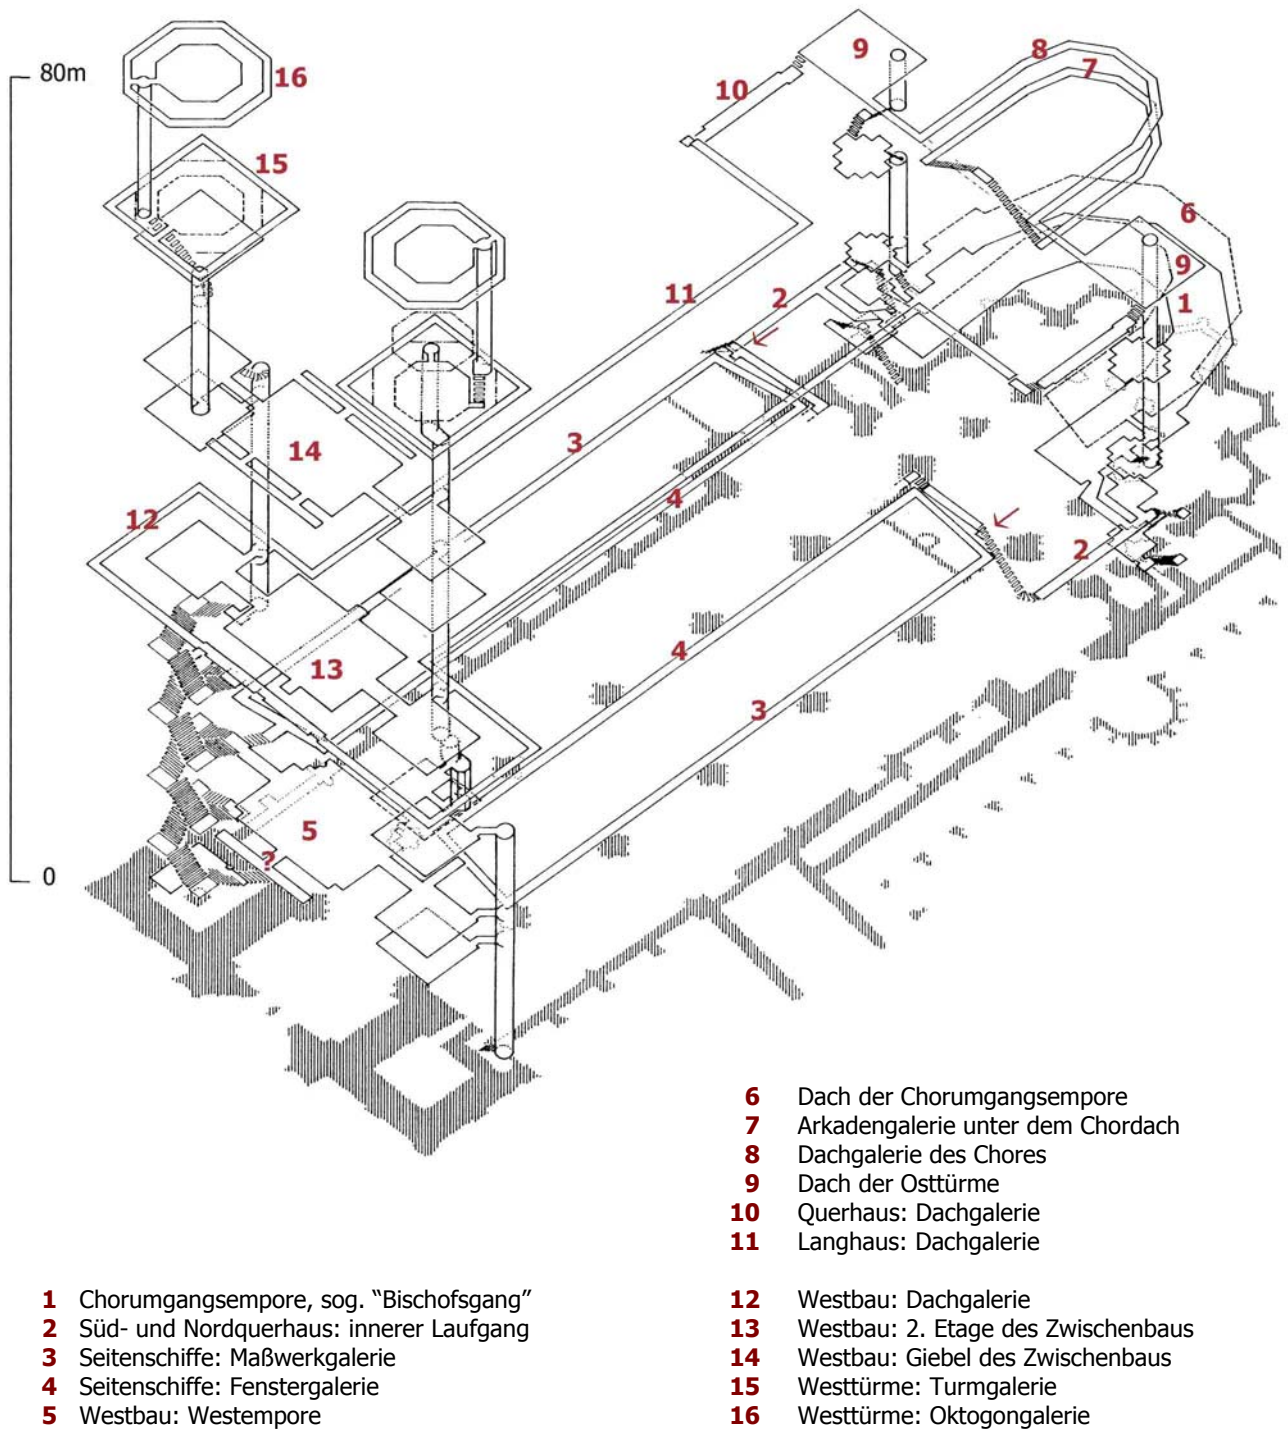 80m
16
9
8
7
10
15
6
9
11
2
1
3
14
4
12
2
4
13
3
5
?
0
6 Dach der Chorumgangsempore
7 Arkadengalerie unter dem Chordach
8 Dachgalerie des Chores
9 Dach der Osttürme
10 Querhaus: Dachgalerie
11 Langhaus: Dachgalerie
1 Chorumgangsempore, sog. “Bischofsgang”
2 Süd- und Nordquerhaus: innerer Laufgang
3 Seitenschiffe: Maßwerkgalerie
4 Seitenschiffe: Fenstergalerie
5 Westbau: Westempore
12 Westbau: Dachgalerie
13 Westbau: 2. Etage des Zwischenbaus
14 Westbau: Giebel des Zwischenbaus
15 Westtürme: Turmgalerie
16 Westtürme: Oktogongalerie